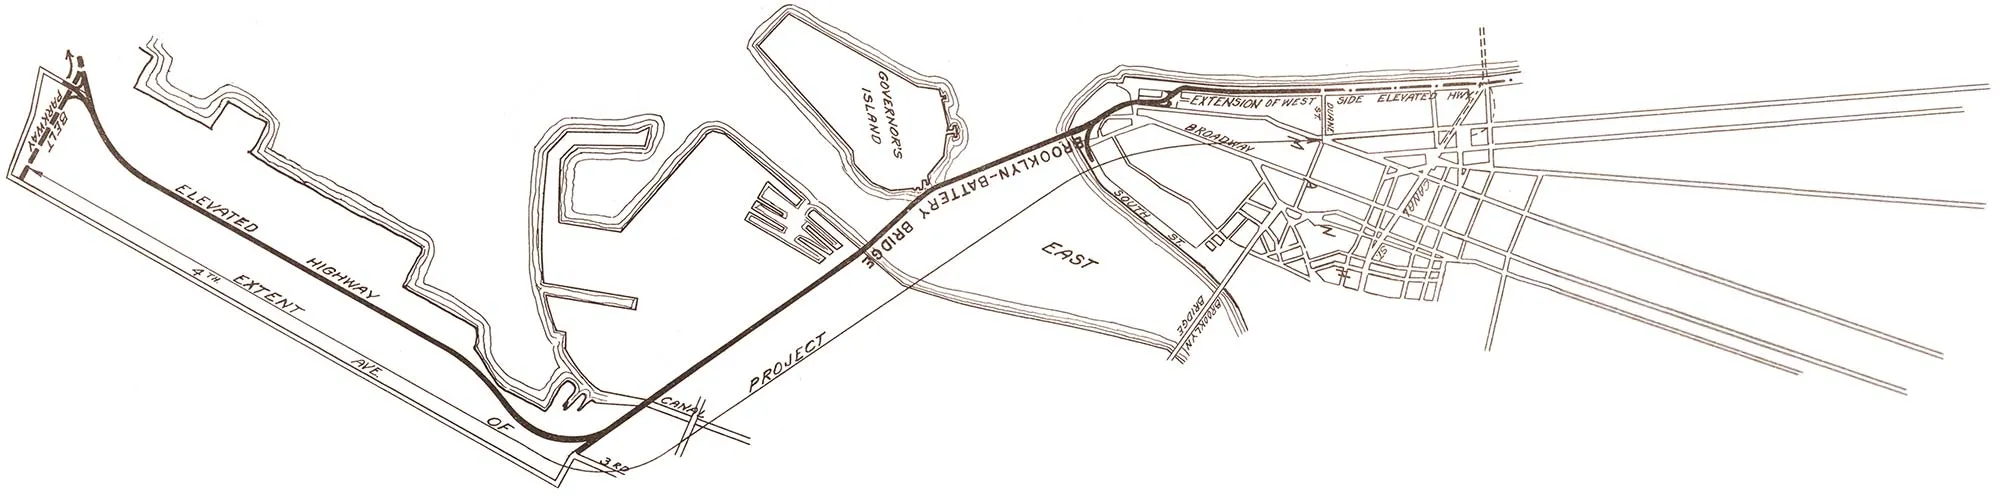 BELT
PARKWAY
ELEVATED HIGHWAY
4TH AVE.
EXTENT OF PROJECT
3RD
CANAL
GOVERNOR'S
ISLAND
BROOKLYN-BATTERY BRIDGE
EAST
SOUTH ST.
BROOKLYN
BRIDGE
BROADWAY
EXTENSION OF WEST SIDE ELEVATED HWY.
DUANE
ST.
CANAL ST.